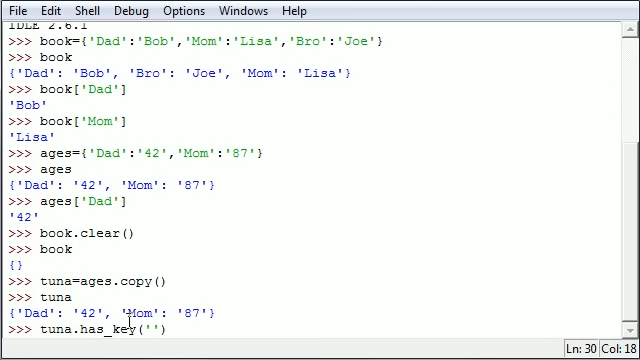 File Edit Shell Debug Options Windows Help
IDLE 2.6.1
>>> book={'Dad':'Bob','Mom':'Lisa','Bro':'Joe'}
>>> book
{'Dad': 'Bob', 'Bro': 'Joe', 'Mom': 'Lisa'}
>>> book['Dad']
'Bob'
>>> book['Mom']
'Lisa'
>>> ages={'Dad':'42','Mom':'87'}
>>> ages
{'Dad': '42', 'Mom': '87'}
>>> ages['Dad']
'42'
>>> book.clear()
>>> book
{}
>>> tuna=ages.copy()
>>> tuna
{'Dad': '42', 'Mom': '87'}
>>> tuna.has_key('')
Ln: 30 Col: 18